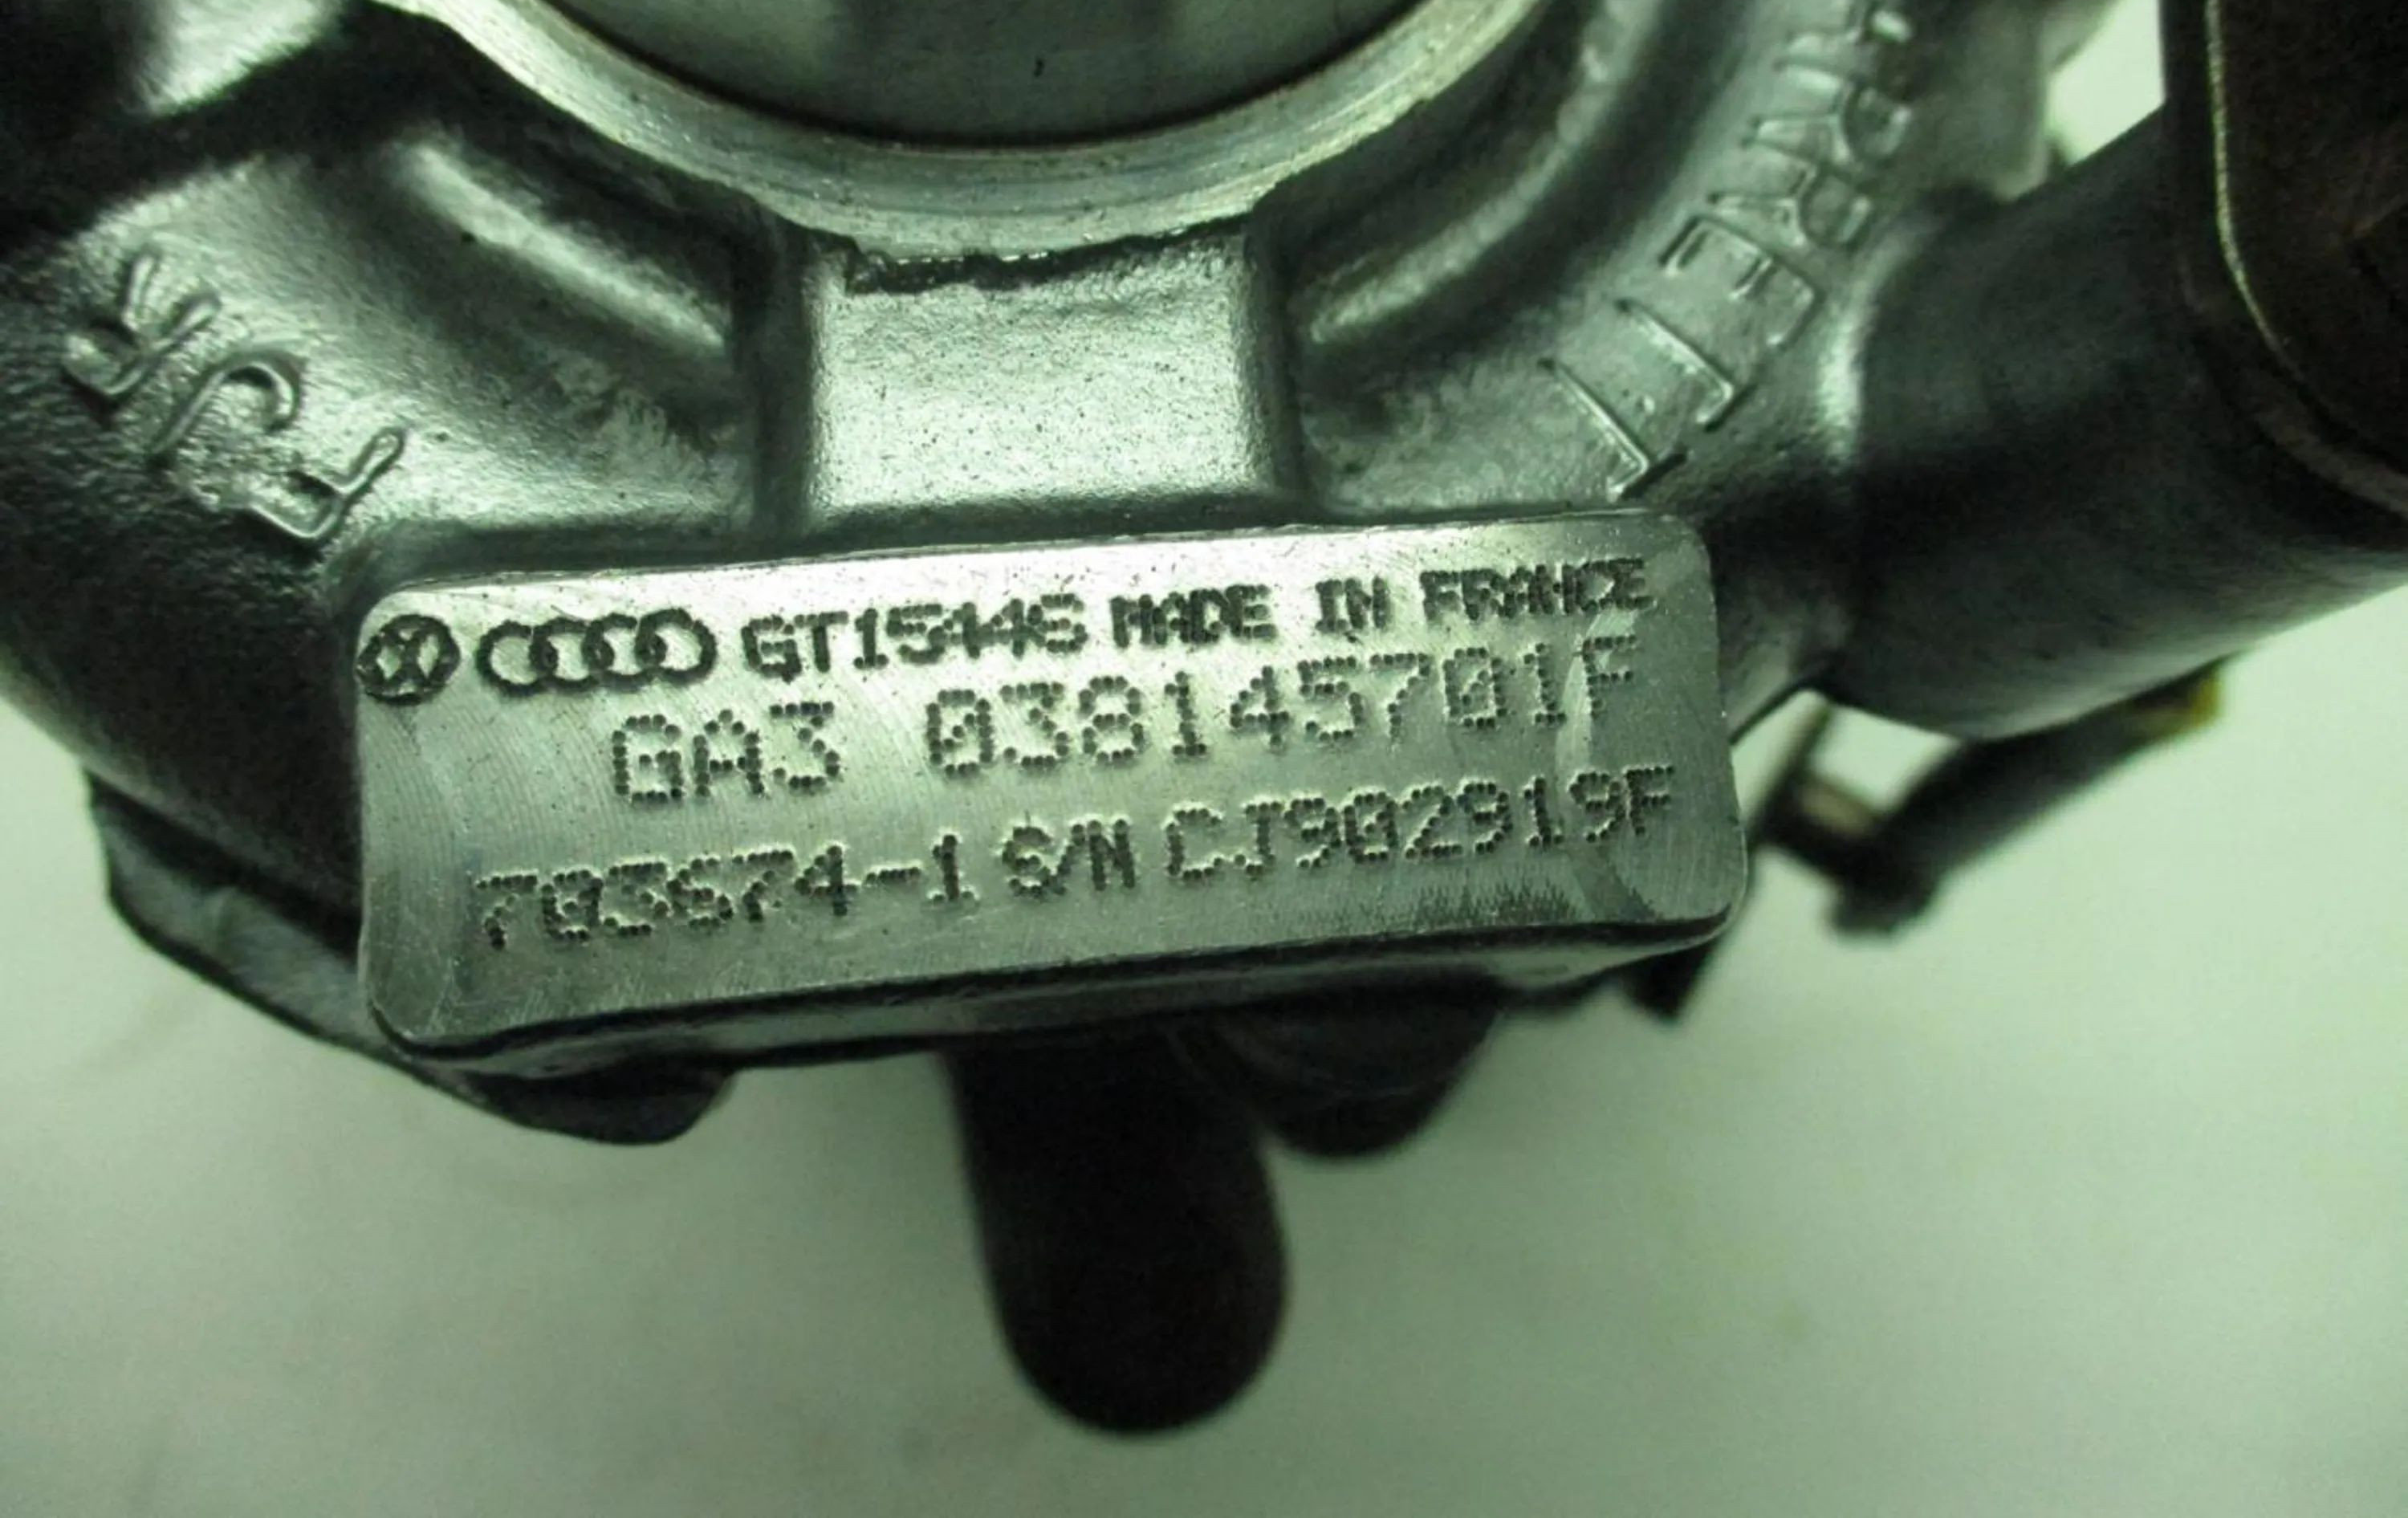 GT1544S MADE IN FRANCE
GA3 038145701F
703674-1 S/N CJ902919F